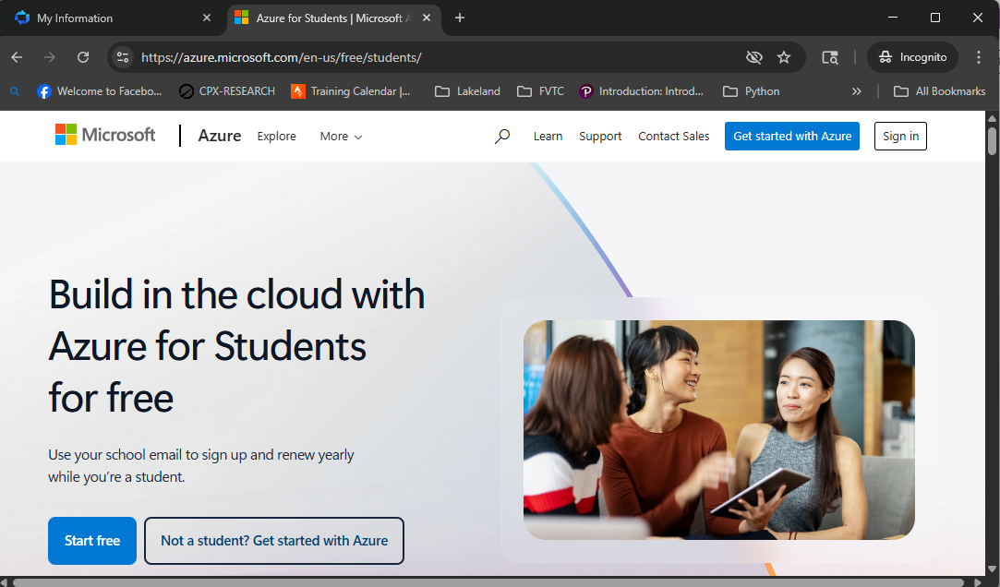 My Information
Azure for Students | Microsoft A
https://azure.microsoft.com/en-us/free/students/
Incognito
Welcome to Facebo...
CPX-RESEARCH
Training Calendar |...
Lakeland
FVTC
Introduction: Introd...
Python
»
All Bookmarks
Microsoft
Azure
Explore
More
Learn
Support
Contact Sales
Get started with Azure
Sign in
Build in the cloud with
Azure for Students
for free
Use your school email to sign up and renew yearly
while you’re a student.
Start free
Not a student? Get started with Azure